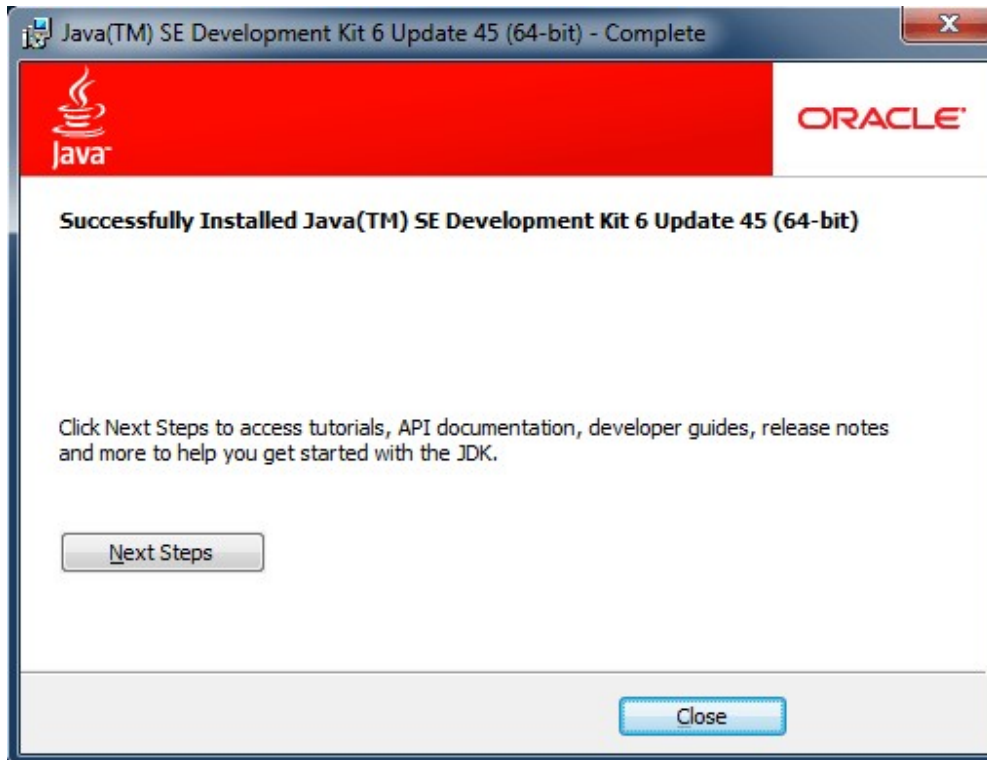 Java(TM) SE Development Kit 6 Update 45 (64-bit) - Complete
Java™
ORACLE®
Successfully Installed Java(TM) SE Development Kit 6 Update 45 (64-bit)
Click Next Steps to access tutorials, API documentation, developer guides, release notes
and more to help you get started with the JDK.
Next Steps
Close